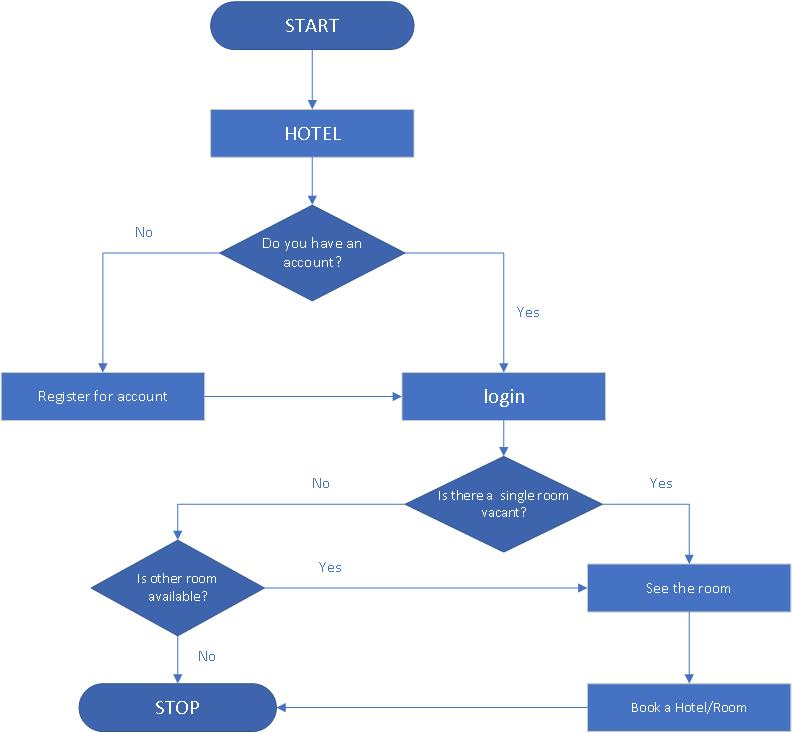 START
HOTEL
No
Do you have an
account?
Yes
Register for account
login
No
Is there a  single room
vacant?
Yes
Is other room
available?
Yes
See the room
No
STOP
Book a Hotel/Room